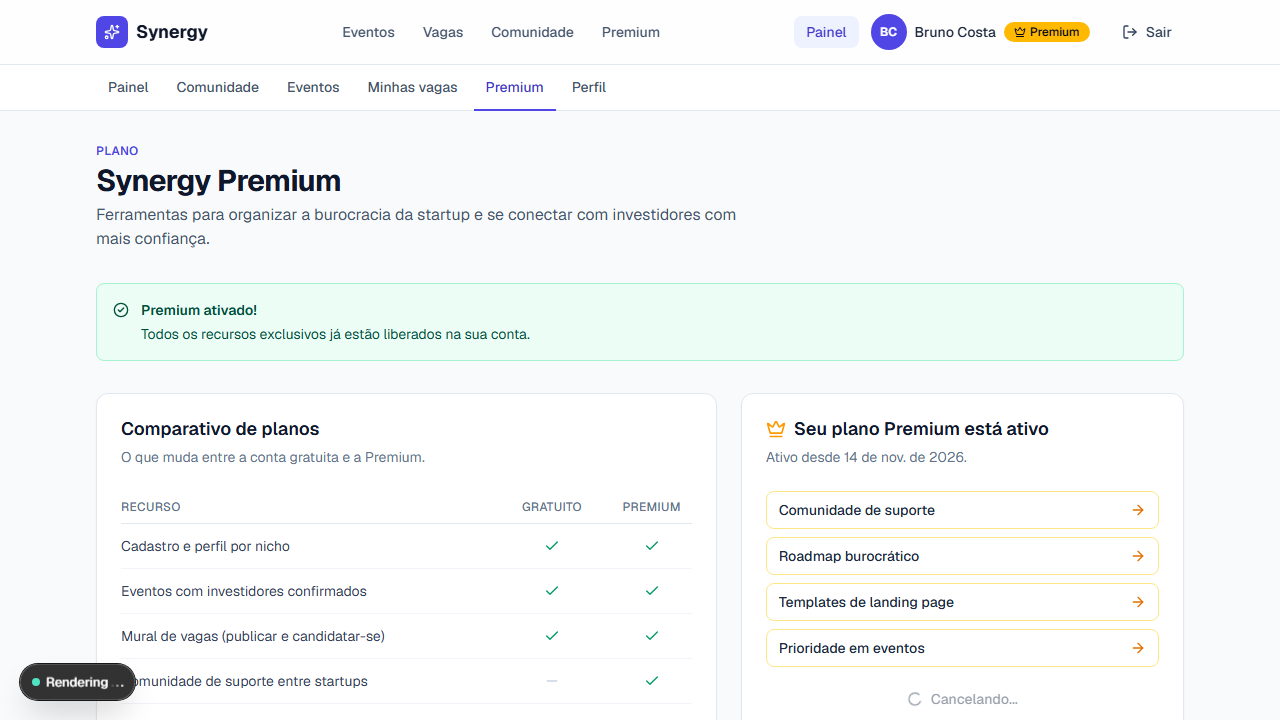 Synergy
Eventos
Vagas
Comunidade
Premium
Painel
BC
Bruno Costa
Premium
Sair
Painel
Comunidade
Eventos
Minhas vagas
Premium
Perfil
PLANO
Synergy Premium
Ferramentas para organizar a burocracia da startup e se conectar com investidores com
mais confiança.
Premium ativado!
Todos os recursos exclusivos já estão liberados na sua conta.
Comparativo de planos
O que muda entre a conta gratuita e a Premium.
RECURSO
GRATUITO
PREMIUM
Cadastro e perfil por nicho
Eventos com investidores confirmados
Mural de vagas (publicar e candidatar-se)
omunidade de suporte entre startups
Seu plano Premium está ativo
Ativo desde 14 de nov. de 2026.
Comunidade de suporte
Roadmap burocrático
Templates de landing page
Prioridade em eventos
Cancelando...
Rendering ...